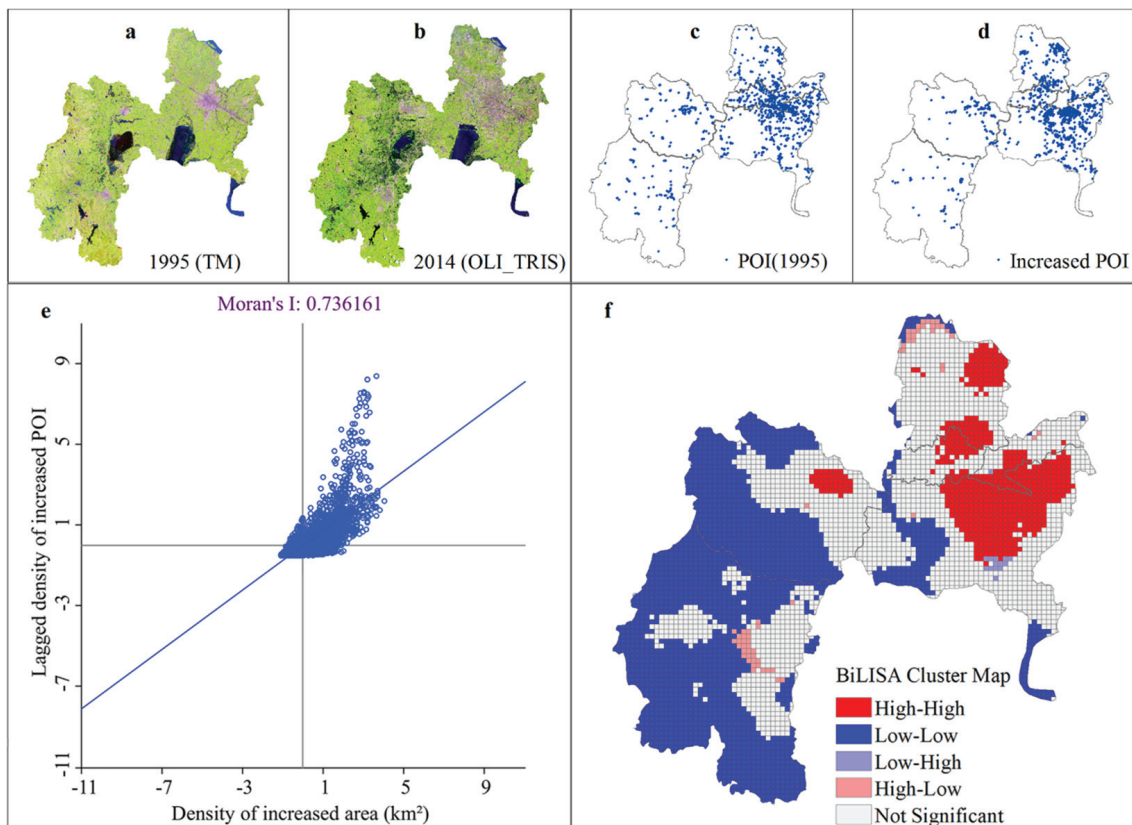 a
1995 (TM)
b
2014 (OLI_TRIS)
c
POI(1995)
d
Increased POI
e
Moran's I: 0.736161
9
5
1
-3
-7
-11
Lagged density of increased POI
-11
-7
-3
1
5
9
Density of increased area (km²)
f
BiLISA Cluster Map
High-High
Low-Low
Low-High
High-Low
Not Significant